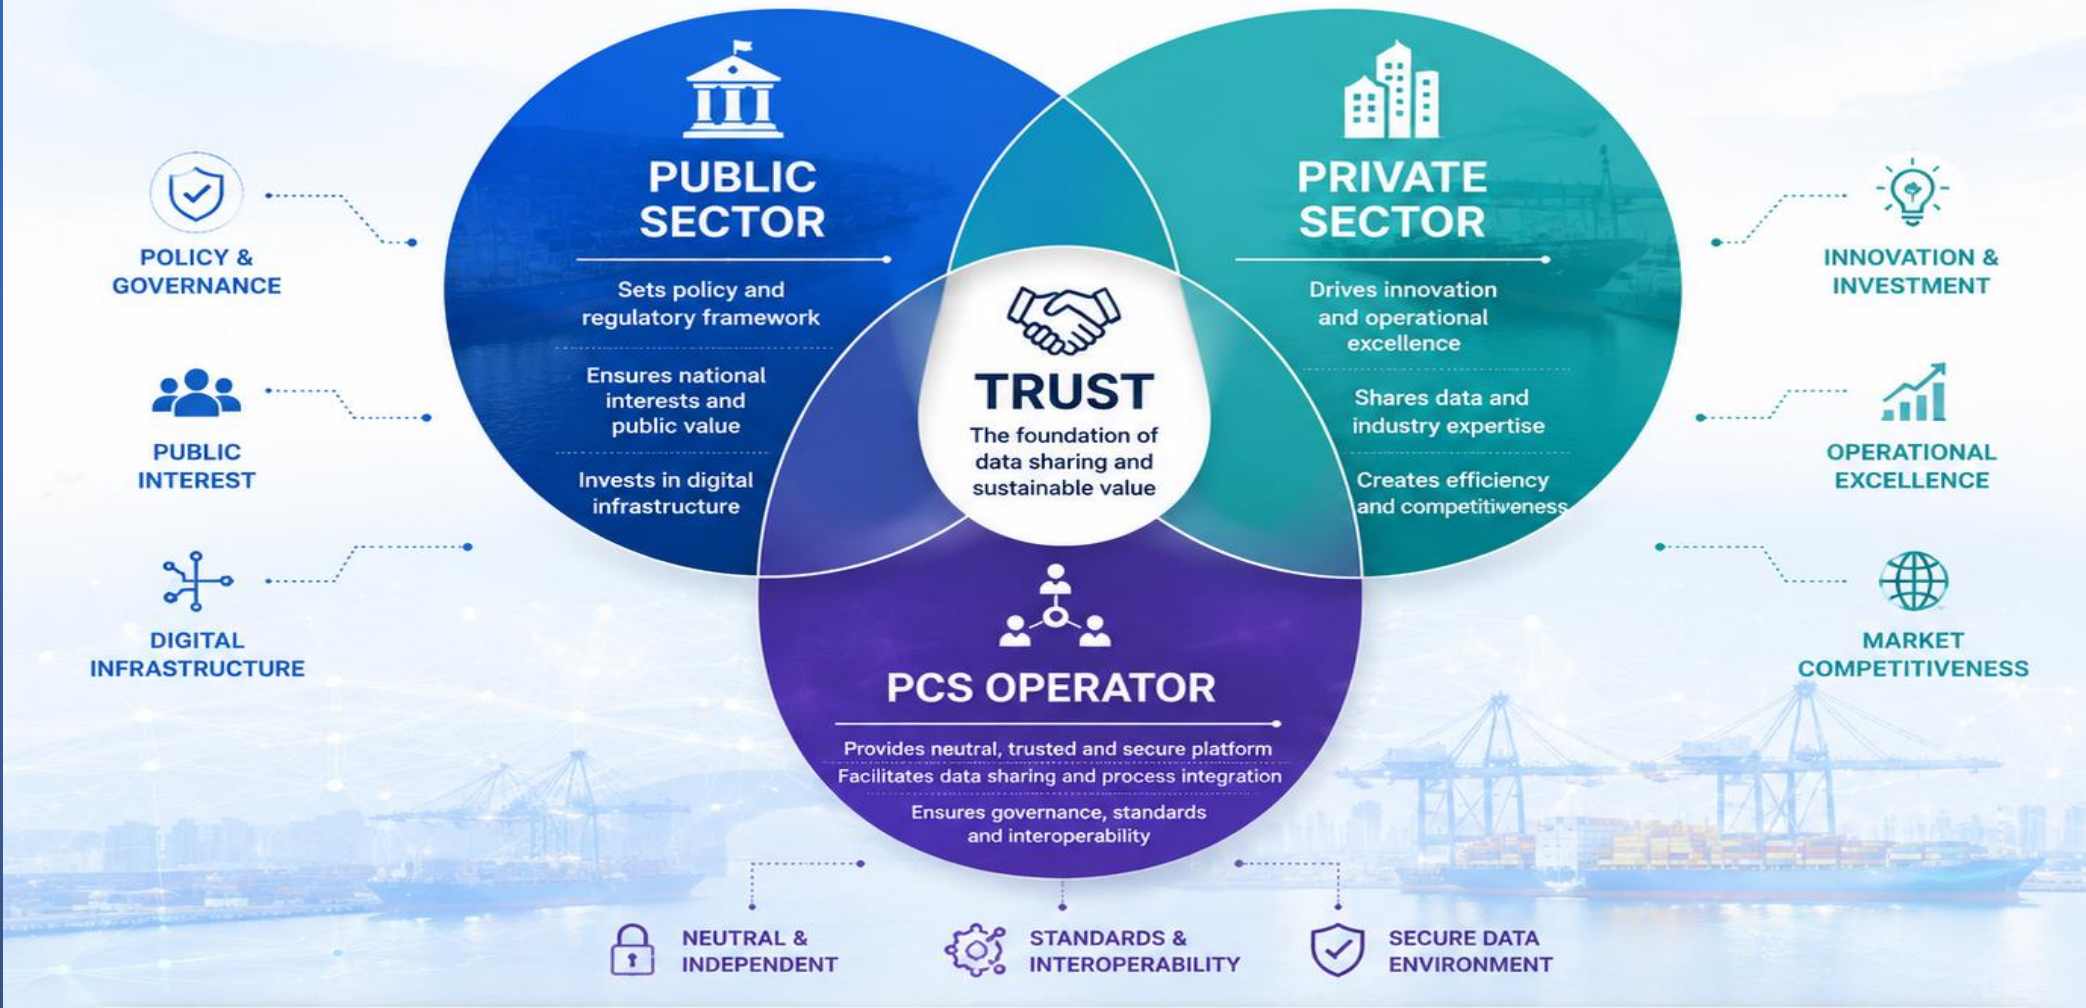 POLICY &
GOVERNANCE
PUBLIC
INTEREST
DIGITAL
INFRASTRUCTURE
PUBLIC
SECTOR
Sets policy and
regulatory framework
Ensures national
interests and
public value
Invests in digital
infrastructure
TRUST
The foundation of
data sharing and
sustainable value
PRIVATE
SECTOR
Drives innovation
and operational
excellence
Shares data and
industry expertise
Creates efficiency
and competitiveness
INNOVATION &
INVESTMENT
OPERATIONAL
EXCELLENCE
MARKET
COMPETITIVENESS
PCS OPERATOR
Provides neutral, trusted and secure platform
Facilitates data sharing and process integration
Ensures governance, standards
and interoperability
NEUTRAL &
INDEPENDENT
STANDARDS &
INTEROPERABILITY
SECURE DATA
ENVIRONMENT